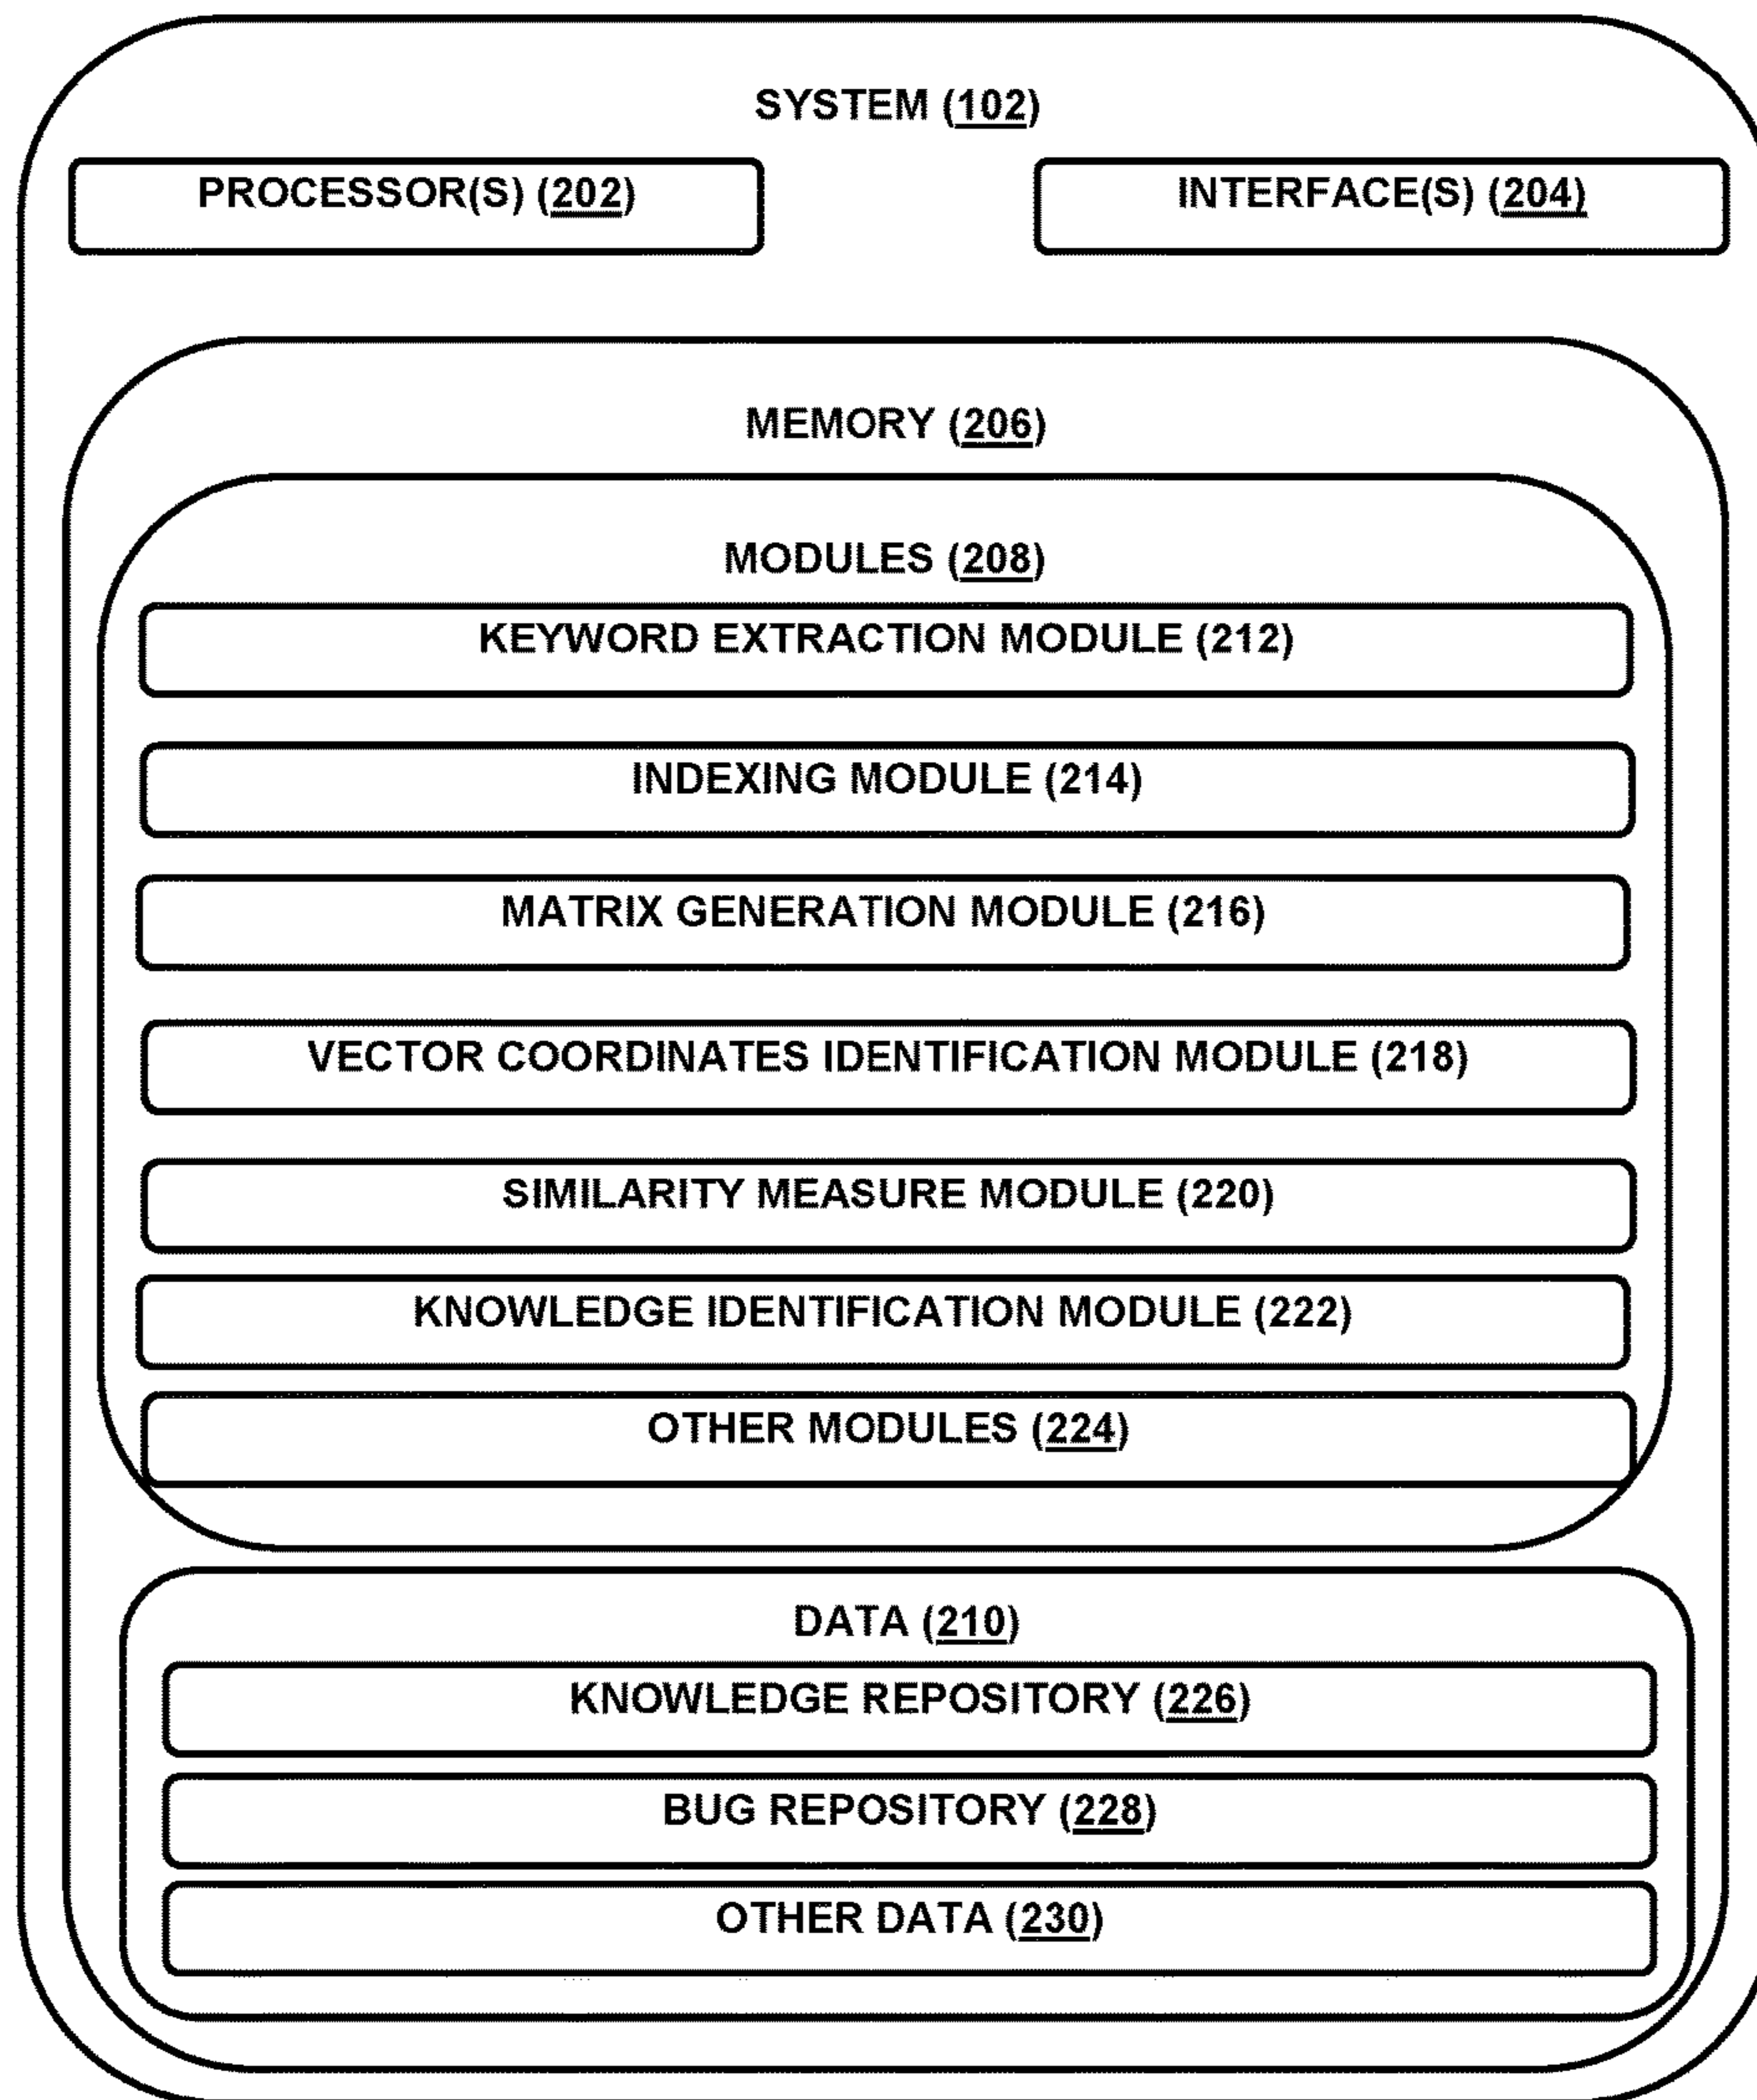 SYSTEM (102)
PROCESSOR(S) (202)
INTERFACE(S) (204)
MEMORY (206)
MODULES (208)
KEYWORD EXTRACTION MODULE (212)
INDEXING MODULE (214)
MATRIX GENERATION MODULE (216)
VECTOR COORDINATES IDENTIFICATION MODULE (218)
SIMILARITY MEASURE MODULE (220)
KNOWLEDGE IDENTIFICATION MODULE (222)
OTHER MODULES (224)
DATA (210)
KNOWLEDGE REPOSITORY (226)
BUG REPOSITORY (228)
OTHER DATA (230)